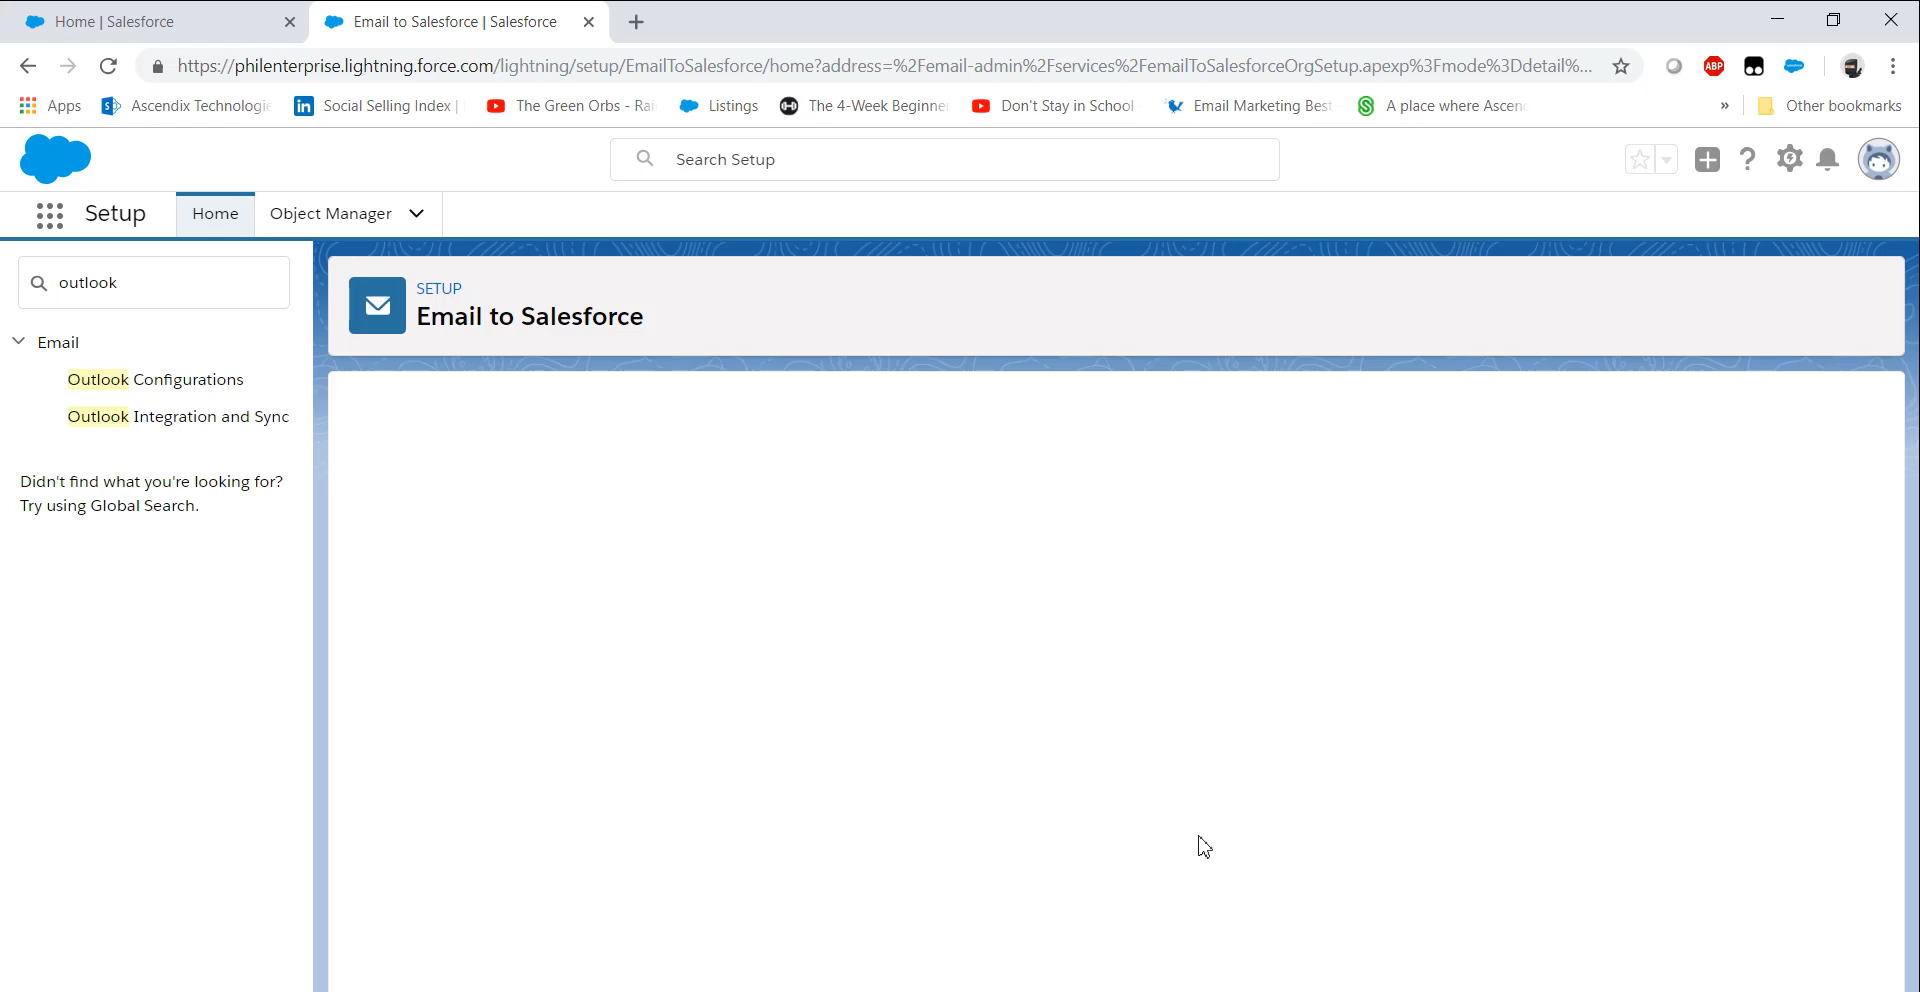 Home | Salesforce
Email to Salesforce | Salesforce
https://philenterprise.lightning.force.com/lightning/setup/EmailToSalesforce/home?address=%2Femail-admin%2Fservices%2FemailToSalesforceOrgSetup.apexp%3Fmode%3Ddetail%...
ABP
Apps
Ascendix Technologie
Social Selling Index |
The Green Orbs - Rai
Listings
The 4-Week Beginne
Don't Stay in School
Email Marketing Best
A place where Ascen
»
Other bookmarks
Search Setup
Setup
Home
Object Manager
outlook
SETUP
Email to Salesforce
Email
Outlook Configurations
Outlook Integration and Sync
Didn't find what you're looking for?
Try using Global Search.